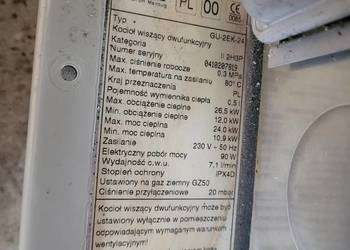 PL 00 CE
0085
Typ GU-2EK-24
Kocioł wiszący dwufunkcyjny
Kategoria II 2H3P
Numer seryjny
Max. ciśnienie robocze 0.3 MPa
Max. temperatura na zasilaniu 80° C
Kraj przeznaczenia PL
Pojemność wymiennika ciepła 0,5 l
Max. obciążenie cieplne 26,5 kW
Min. obciążenie cieplne 12,0 kW
Max. moc cieplna 24.0 kW
Min. moc cieplna 10,9 kW
Zasilanie 230 V ~ 50 Hz
Elektryczny pobór mocy 90 W
Wydajność c.w.u. 7,1 l/min
Stopień ochrony IPX4D
Ustawiony na gaz ziemny GZ50
Ciśnienie przyłączeniowe 20 mbar
Kocioł wiszący dwufunkcyjny może być
ustawiony wyłącznie w pomieszczeniu
odpowiadającym wymaganym warunkom
wentylacyjnym!